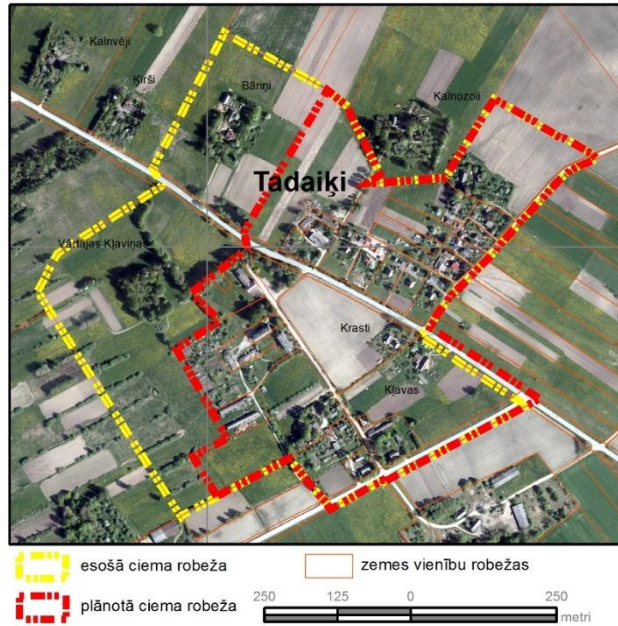 Kalnvēji
Ķirši
Bāriņi
Kalnozoli
Tadaiķi
Vārtajas Kļaviņas
Krasti
Kļavas
esošā ciema robeža
zemes vienību robežas
plānotā ciema robeža
250 125 0 250
metri